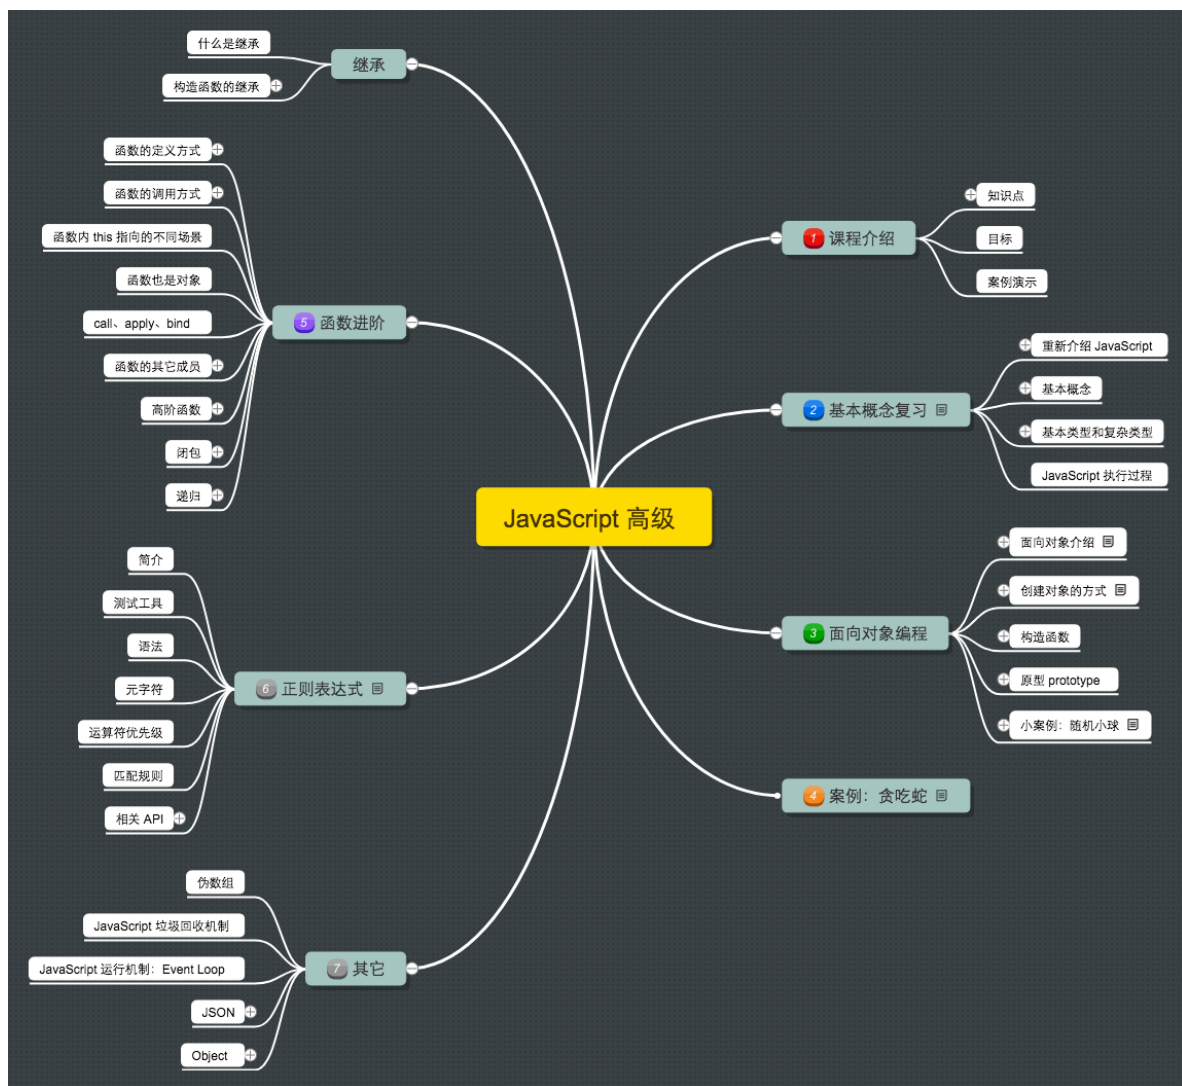 JavaScript 高级
1 课程介绍
知识点
目标
案例演示
2 基本概念复习
重新介绍 JavaScript
基本概念
基本类型和复杂类型
JavaScript 执行过程
3 面向对象编程
面向对象介绍
创建对象的方式
构造函数
原型 prototype
小案例：随机小球
4 案例：贪吃蛇
继承
什么是继承
构造函数的继承
5 函数进阶
函数的定义方式
函数的调用方式
函数内 this 指向的不同场景
函数也是对象
call、apply、bind
函数的其它成员
高阶函数
闭包
递归
6 正则表达式
简介
测试工具
语法
元字符
运算符优先级
匹配规则
相关 API
7 其它
伪数组
JavaScript 垃圾回收机制
JavaScript 运行机制：Event Loop
JSON
Object